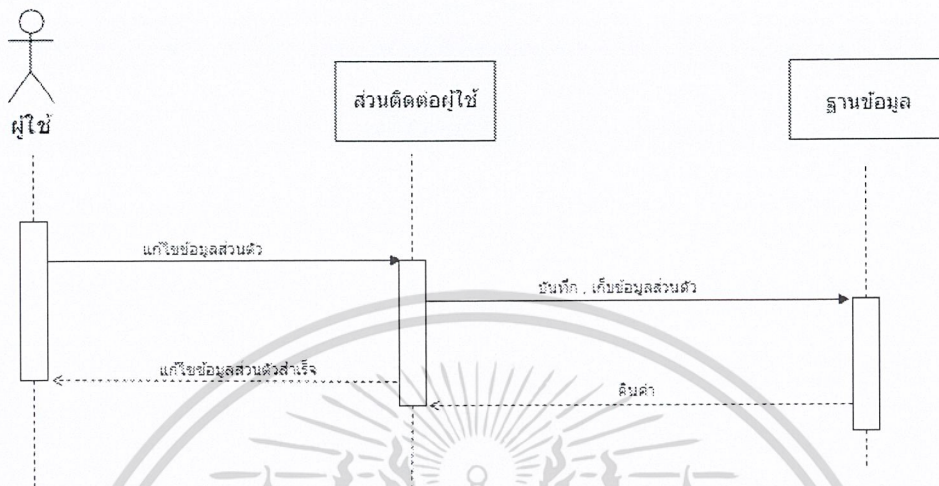 ผู้ใช้
ส่วนติดต่อผู้ใช้
ฐานข้อมูล
แก้ไขข้อมูลส่วนตัว
บันทึก , เก็บข้อมูลส่วนตัว
แก้ไขข้อมูลส่วนตัวสำเร็จ
คืนค่า